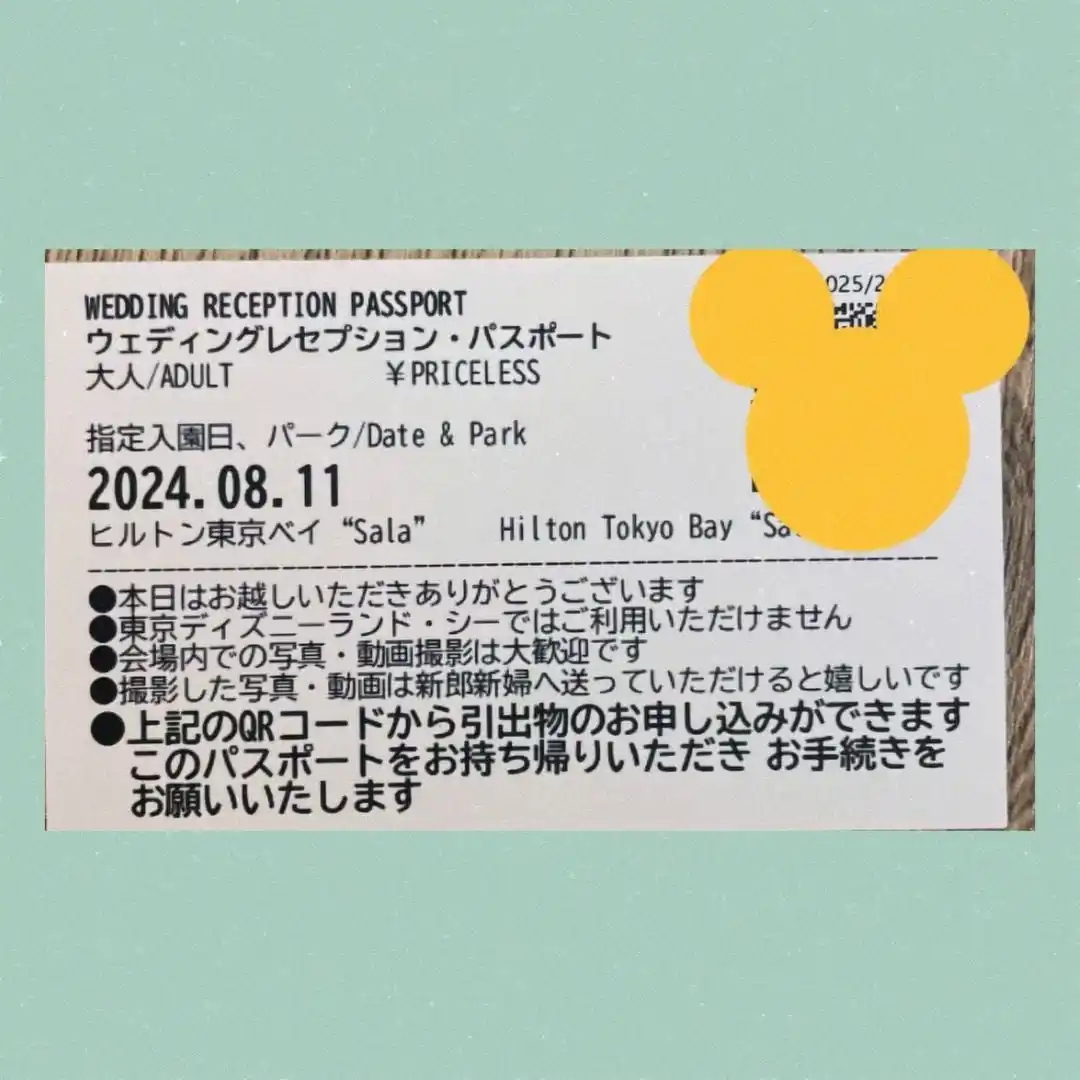 025/2
WEDDING RECEPTION PASSPORT
ウェディングレセプション・パスポート
大人/ADULT ¥PRICELESS
指定入園日、パーク/Date & Park
2024.08.11
ヒルトン東京ベイ “Sala” Hilton Tokyo Bay
●本日はお越しいただきありがとうございます
●東京ディズニーランド・シーではご利用いただけません
●会場内での写真・動画撮影は大歓迎です
●撮影した写真・動画は新郎新婦へ送っていただけると嬉しいです
●上記のQRコードから引出物のお申し込みができます
このパスポートをお持ち帰りいただき お手続きを
お願いいたします